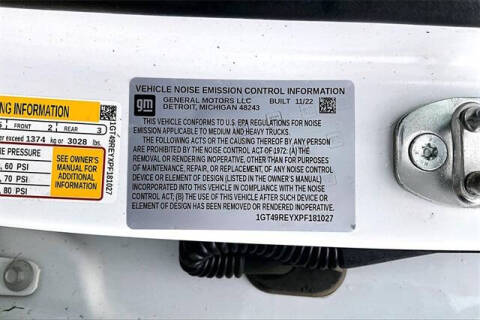 NG INFORMATION
FRONT 2 REAR 3
er exceed 1374 kg or 3028 lbs.
E PRESSURE
, 60 PSI
, 70 PSI
, 80 PSI
SEE OWNER'S
MANUAL FOR
ADDITIONAL
INFORMATION
1GT49REYXPF181027
VEHICLE NOISE EMISSION CONTROL INFORMATION
gm
GENERAL MOTORS LLC BUILT 11/22
DETROIT, MICHIGAN 48243
THIS VEHICLE CONFORMS TO U.S. EPA REGULATIONS FOR NOISE
EMISSION APPLICABLE TO MEDIUM AND HEAVY TRUCKS.
THE FOLLOWING ACTS OR THE CAUSING THEREOF BY ANY
PERSON ARE PROHIBITED BY THE NOISE CONTROL ACT OF 1972: (A) THE
REMOVAL OR RENDERING INOPERATIVE, OTHER THAN FOR PURPOSES
OF MAINTENANCE, REPAIR, OR REPLACEMENT, OF ANY NOISE CONTROL
DEVICE OR ELEMENT OF DESIGN (LISTED IN THE OWNER'S MANUAL)
INCORPORATED INTO THIS VEHICLE IN COMPLIANCE WITH THE NOISE
CONTROL ACT; (B) THE USE OF THIS VEHICLE AFTER SUCH DEVICE OR
ELEMENT OF DESIGN HAS BEEN REMOVED OR RENDERED INOPERATIVE.
1GT49REYXPF181027